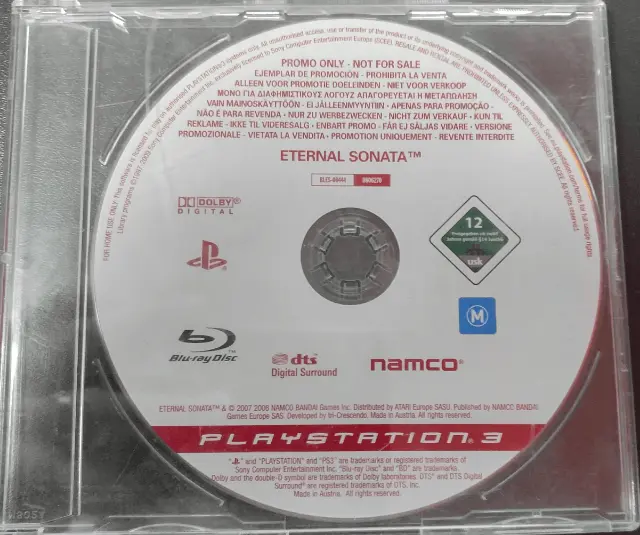 PROMO ONLY - NOT FOR SALE
EJEMPLAR DE PROMOCIÓN - PROHIBITA LA VENTA
ALLEEN VOOR PROMOTIE DOELEINDEN - NIET VOOR VERKOOP
ΜΟΝΟ ΓΙΑ ΔΙΑΦΗΜΙΣΤΙΚΟΥΣ ΛΟΓΟΥΣ ΑΠΑΓΟΡΕΥΕΤΑΙ Η ΜΕΤΑΠΩΛΗΣΗ
VAIN MAINOSKÄYTTÖÖN - EI JÄLLEENMYYNTIIN - APENAS PARA PROMOÇÃO -
NÃO É PARA REVENDA - NUR ZU WERBEZWECKEN - NICHT ZUM VERKAUF - KUN TIL
REKLAME - IKKE TIL VIDERESALG - ENBART PROMO - FÅR EJ SÄLJAS VIDARE - VERSIONE
PROMOZIONALE - VIETATA LA VENDITA - PROMOTION UNIQUEMENT - REVENTE INTERDITE
ETERNAL SONATA™
BLES-00444 0806270
DOLBY®
DIGITAL
12
usk
M
Blu-ray Disc™
dts
Digital Surround
namco®
ETERNAL SONATA™ & © 2007 2008 NAMCO BANDAI Games Inc. Distributed by ATARI Europe SASU. Published by NAMCO BANDAI
Games Europe SAS. Developed by tri-Crescendo. Made in Austria. All rights reserved.
PLAYSTATION®3
" " and "PLAYSTATION" and "PS3" are trademarks or registered trademarks of
Sony Computer Entertainment Inc. "Blu-ray Disc" and "BD" are trademarks.
Dolby and the double-D symbol are trademarks of Dolby laboratories. DTS® and DTS Digital
Surround® are registered trademarks of DTS, Inc.
Made in Austria. All rights reserved.